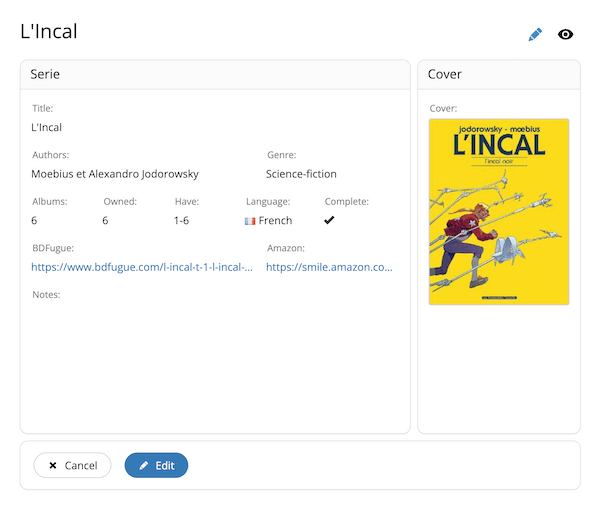 L'Incal
Serie
Title:
L'Incal
Authors:
Genre:
Moebius et Alexandro Jodorowsky
Science-fiction
Albums:
Owned:
Have:
Language:
Complete:
6
6
1-6
French
BDFugue:
Amazon:
https://www.bdfugue.com/l-incal-t-1-l-incal-...
https://smile.amazon.co...
Notes:
Cover
Cover:
jodorowsky - mœbius
L'INCAL
l'incal noir
Cancel
Edit